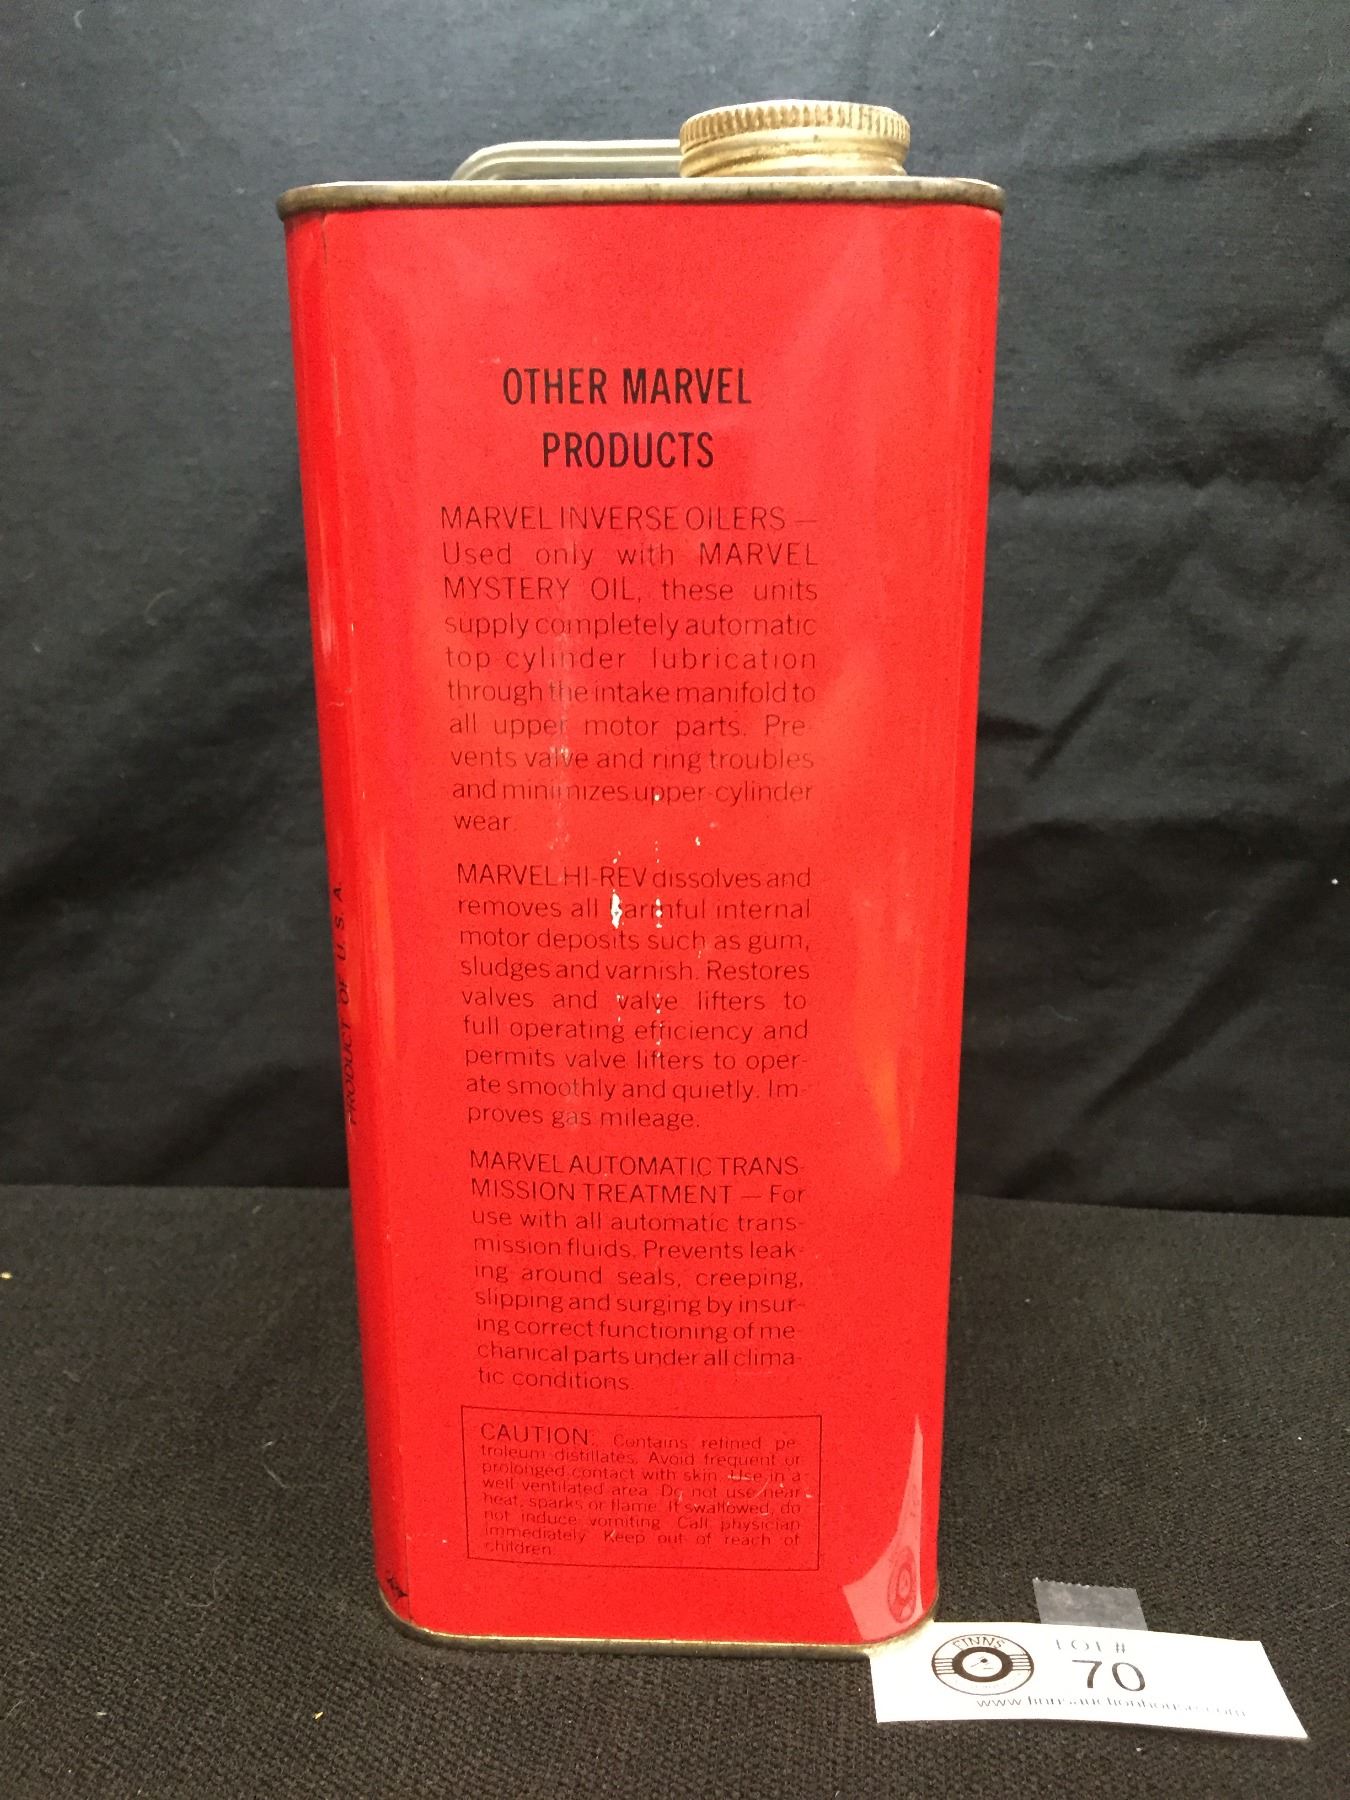 OTHER MARVEL
PRODUCTS
MARVEL INVERSE OILERS —
Used only with MARVEL
MYSTERY OIL, these units
supply completely automatic
top cylinder lubrication
through the intake manifold to
all upper motor parts. Pre-
vents valve and ring troubles
and minimizes upper-cylinder
wear.
MARVEL HI-REV dissolves and
removes all harmful internal
motor deposits such as gum,
sludges and varnish. Restores
valves and valve lifters to
full operating efficiency and
permits valve lifters to oper-
ate smoothly and quietly. Im-
proves gas mileage.
MARVEL AUTOMATIC TRANS-
MISSION TREATMENT — For
use with all automatic trans-
mission fluids. Prevents leak-
ing around seals, creeping,
slipping and surging by insur-
ing correct functioning of me-
chanical parts under all clima-
tic conditions.
CAUTION: Contains refined pe-
troleum distillates. Avoid frequent or
prolonged contact with skin. Use in a
well ventilated area. Do not use near
heat, sparks or flame. If swallowed, do
not induce vomiting. Call physician
immediately. Keep out of reach of
children.
PRODUCT OF U. S. A.
FINNS
LOT #
70
www.finnsauctionhouse.com